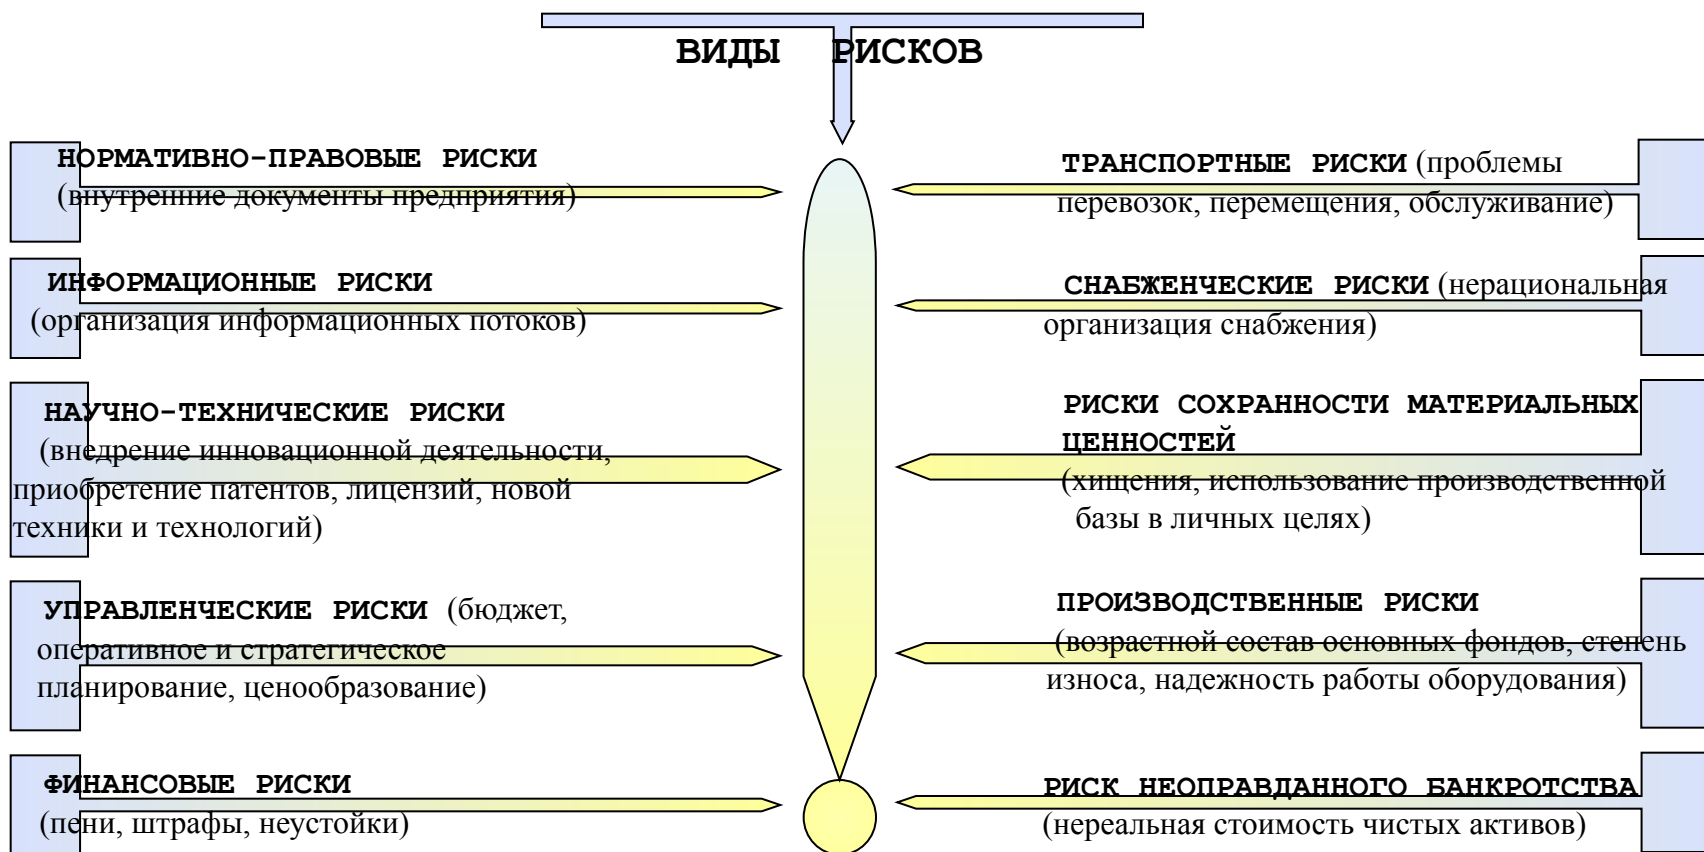 ВИДЫ РИСКОВ
НОРМАТИВНО-ПРАВОВЫЕ РИСКИ
(внутренние документы предприятия)
ИНФОРМАЦИОННЫЕ РИСКИ
(организация информационных потоков)
НАУЧНО-ТЕХНИЧЕСКИЕ РИСКИ
(внедрение инновационной деятельности,
приобретение патентов, лицензий, новой
техники и технологий)
УПРАВЛЕНЧЕСКИЕ РИСКИ (бюджет,
оперативное и стратегическое
планирование, ценообразование)
ФИНАНСОВЫЕ РИСКИ
(пени, штрафы, неустойки)
ТРАНСПОРТНЫЕ РИСКИ (проблемы
перевозок, перемещения, обслуживание)
СНАБЖЕНЧЕСКИЕ РИСКИ (нерациональная
организация снабжения)
РИСКИ СОХРАННОСТИ МАТЕРИАЛЬНЫХ
ЦЕННОСТЕЙ
(хищения, использование производственной
базы в личных целях)
ПРОИЗВОДСТВЕННЫЕ РИСКИ
(возрастной состав основных фондов, степень
износа, надежность работы оборудования)
РИСК НЕОПРАВДАННОГО БАНКРОТСТВА
(нереальная стоимость чистых активов)